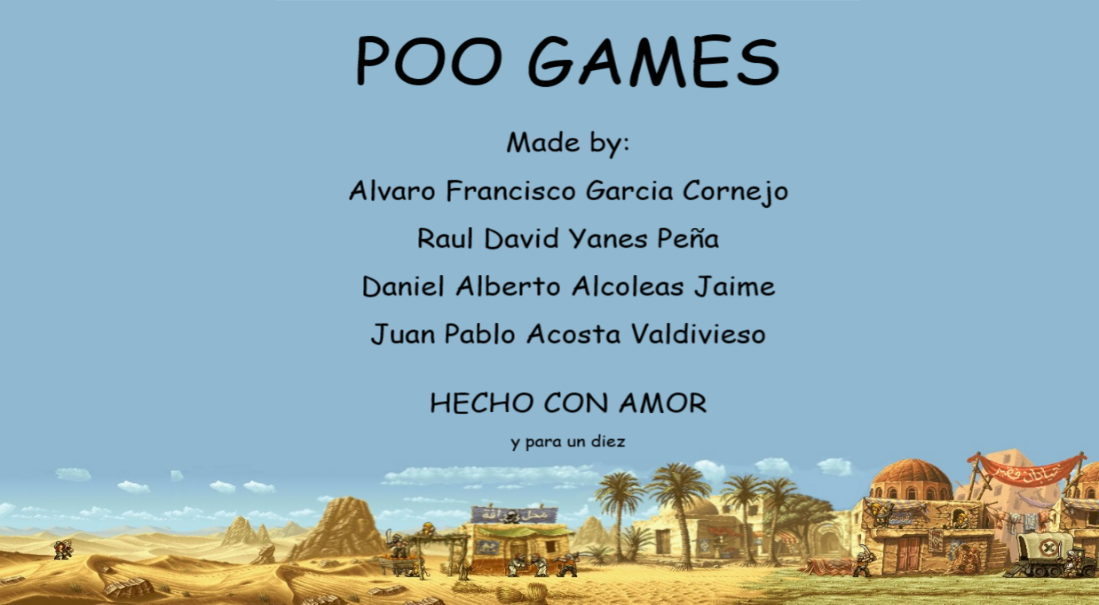 POO GAMES
Made by:
Alvaro Francisco Garcia Cornejo
Raul David Yanes Peña
Daniel Alberto Alcoleas Jaime
Juan Pablo Acosta Valdivieso
HECHO CON AMOR
y para un diez